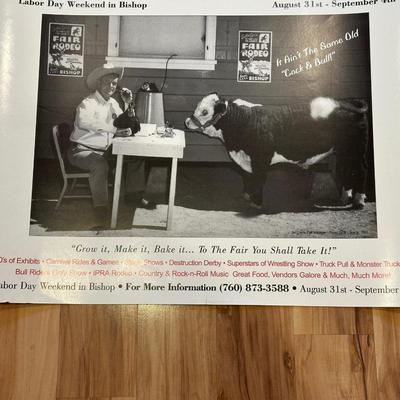 Labor Day Weekend in Bishop August 31st - September 4th
FAIR
RODEO
BISHOP
FAIR
RODEO
BISHOP
It Ain't The Same Old
"Cock & Bull!"
"Grow it, Make it, Bake it... To The Fair You Shall Take It!"
0's of Exhibits • Carnival Rides & Games • Shows • Destruction Derby • Superstars of Wrestling Show • Truck Pull & Monster Truck
Bull Riders Only Show • IPRA Rodeo • Country & Rock-n-Roll Music Great Food, Vendors Galore & Much, Much More!
abor Day Weekend in Bishop • For More Information (760) 873-3588 • August 31st - September